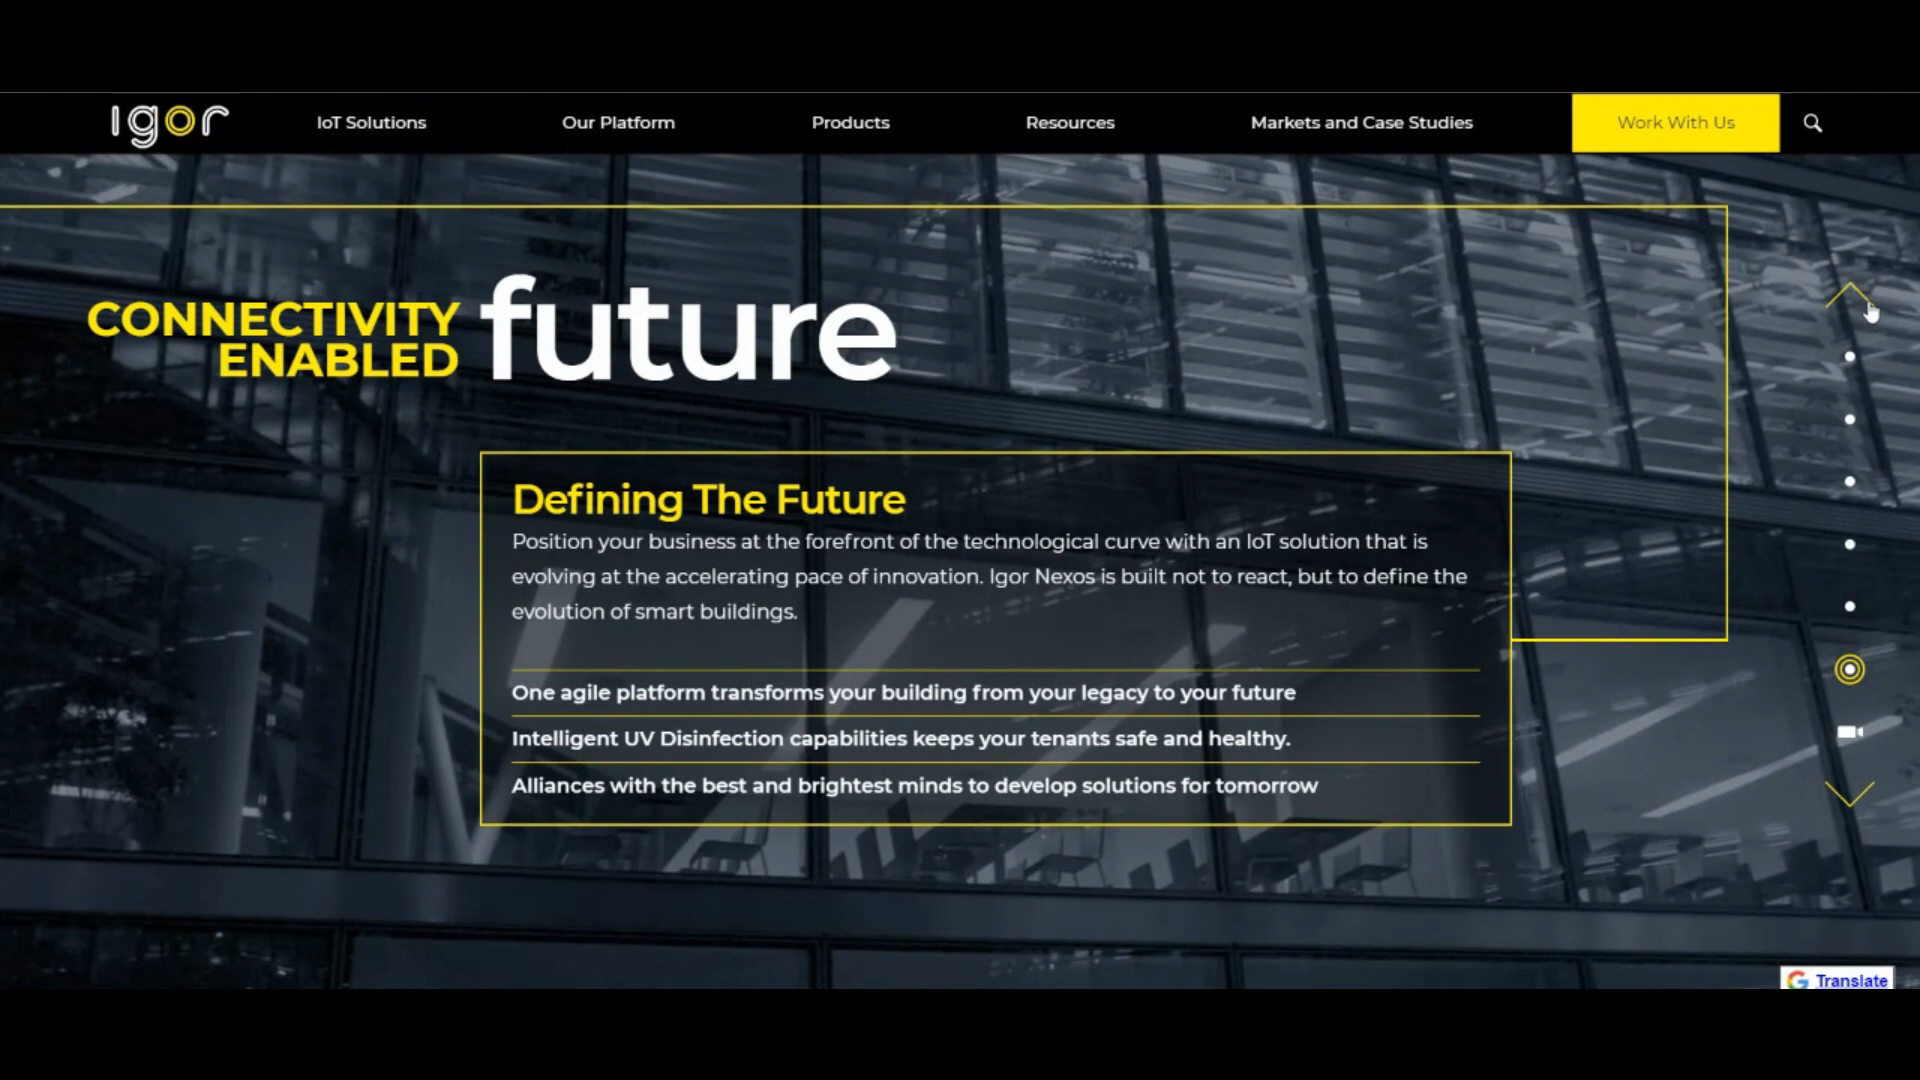 Igor
IoT Solutions
Our Platform
Products
Resources
Markets and Case Studies
Work With Us
CONNECTIVITY
ENABLED
future
Defining The Future
Position your business at the forefront of the technological curve with an IoT solution that is
evolving at the accelerating pace of innovation. Igor Nexos is built not to react, but to define the
evolution of smart buildings.
One agile platform transforms your building from your legacy to your future
Intelligent UV Disinfection capabilities keeps your tenants safe and healthy.
Alliances with the best and brightest minds to develop solutions for tomorrow
Translate